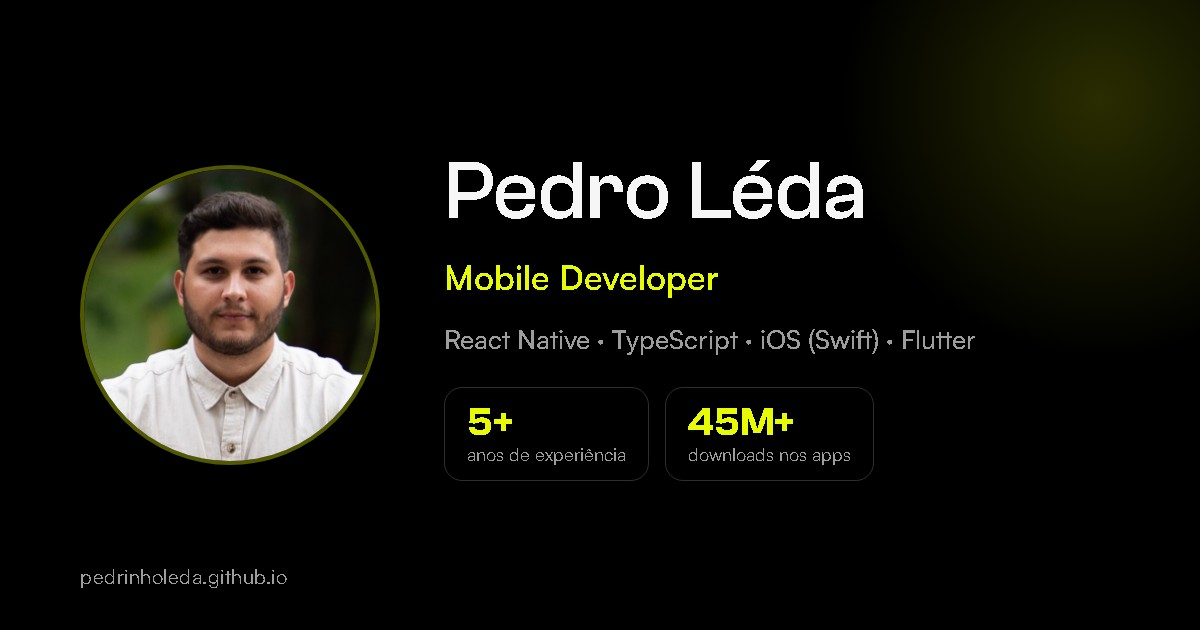 Pedro Léda
Mobile Developer
React Native · TypeScript · iOS (Swift) · Flutter
5+
anos de experiência
45M+
downloads nos apps
pedrinholeda.github.io